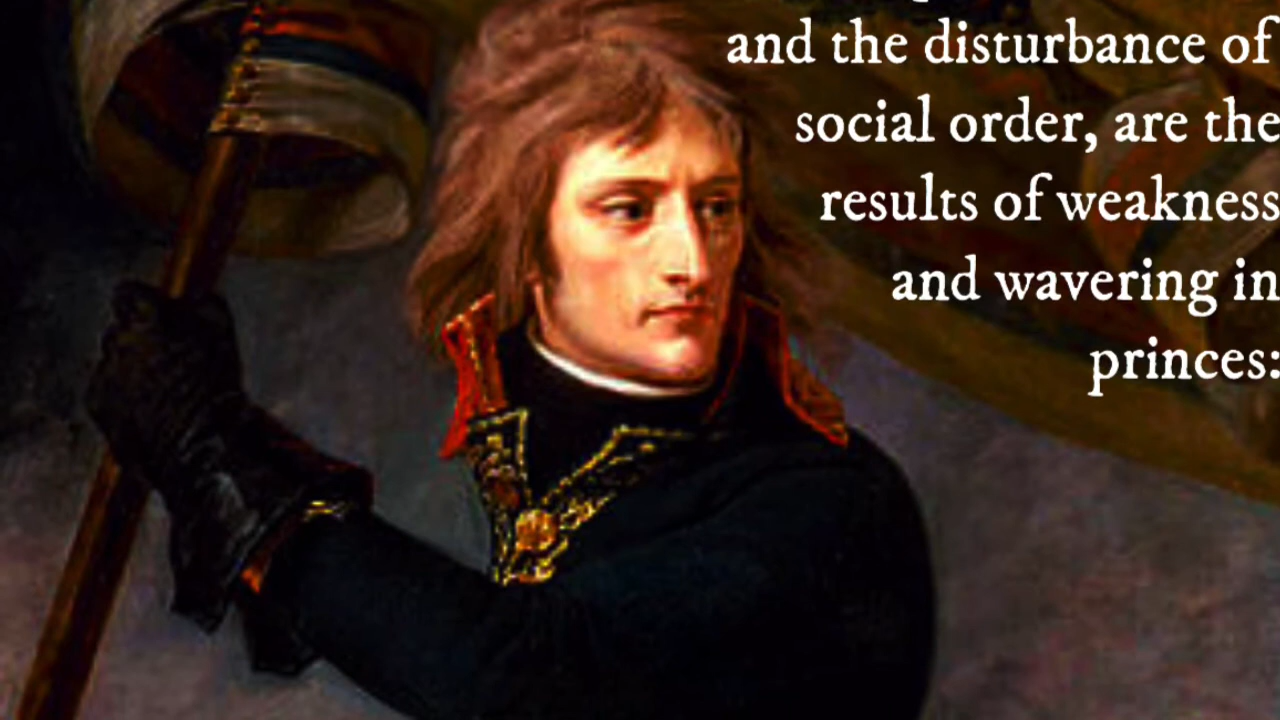 and the disturbance of
social order, are the
results of weakness
and wavering in
princes: